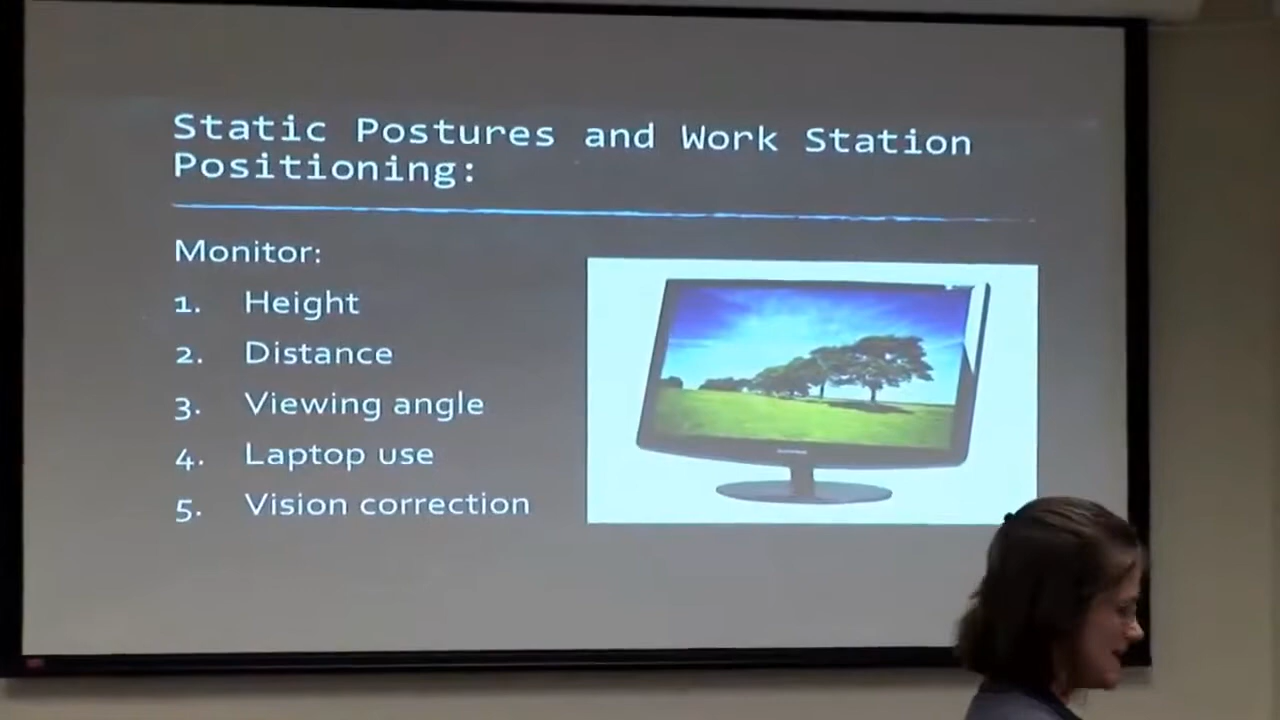 Static Postures and Work Station
Positioning:
Monitor:
1. Height
2. Distance
3. Viewing angle
4. Laptop use
5. Vision correction